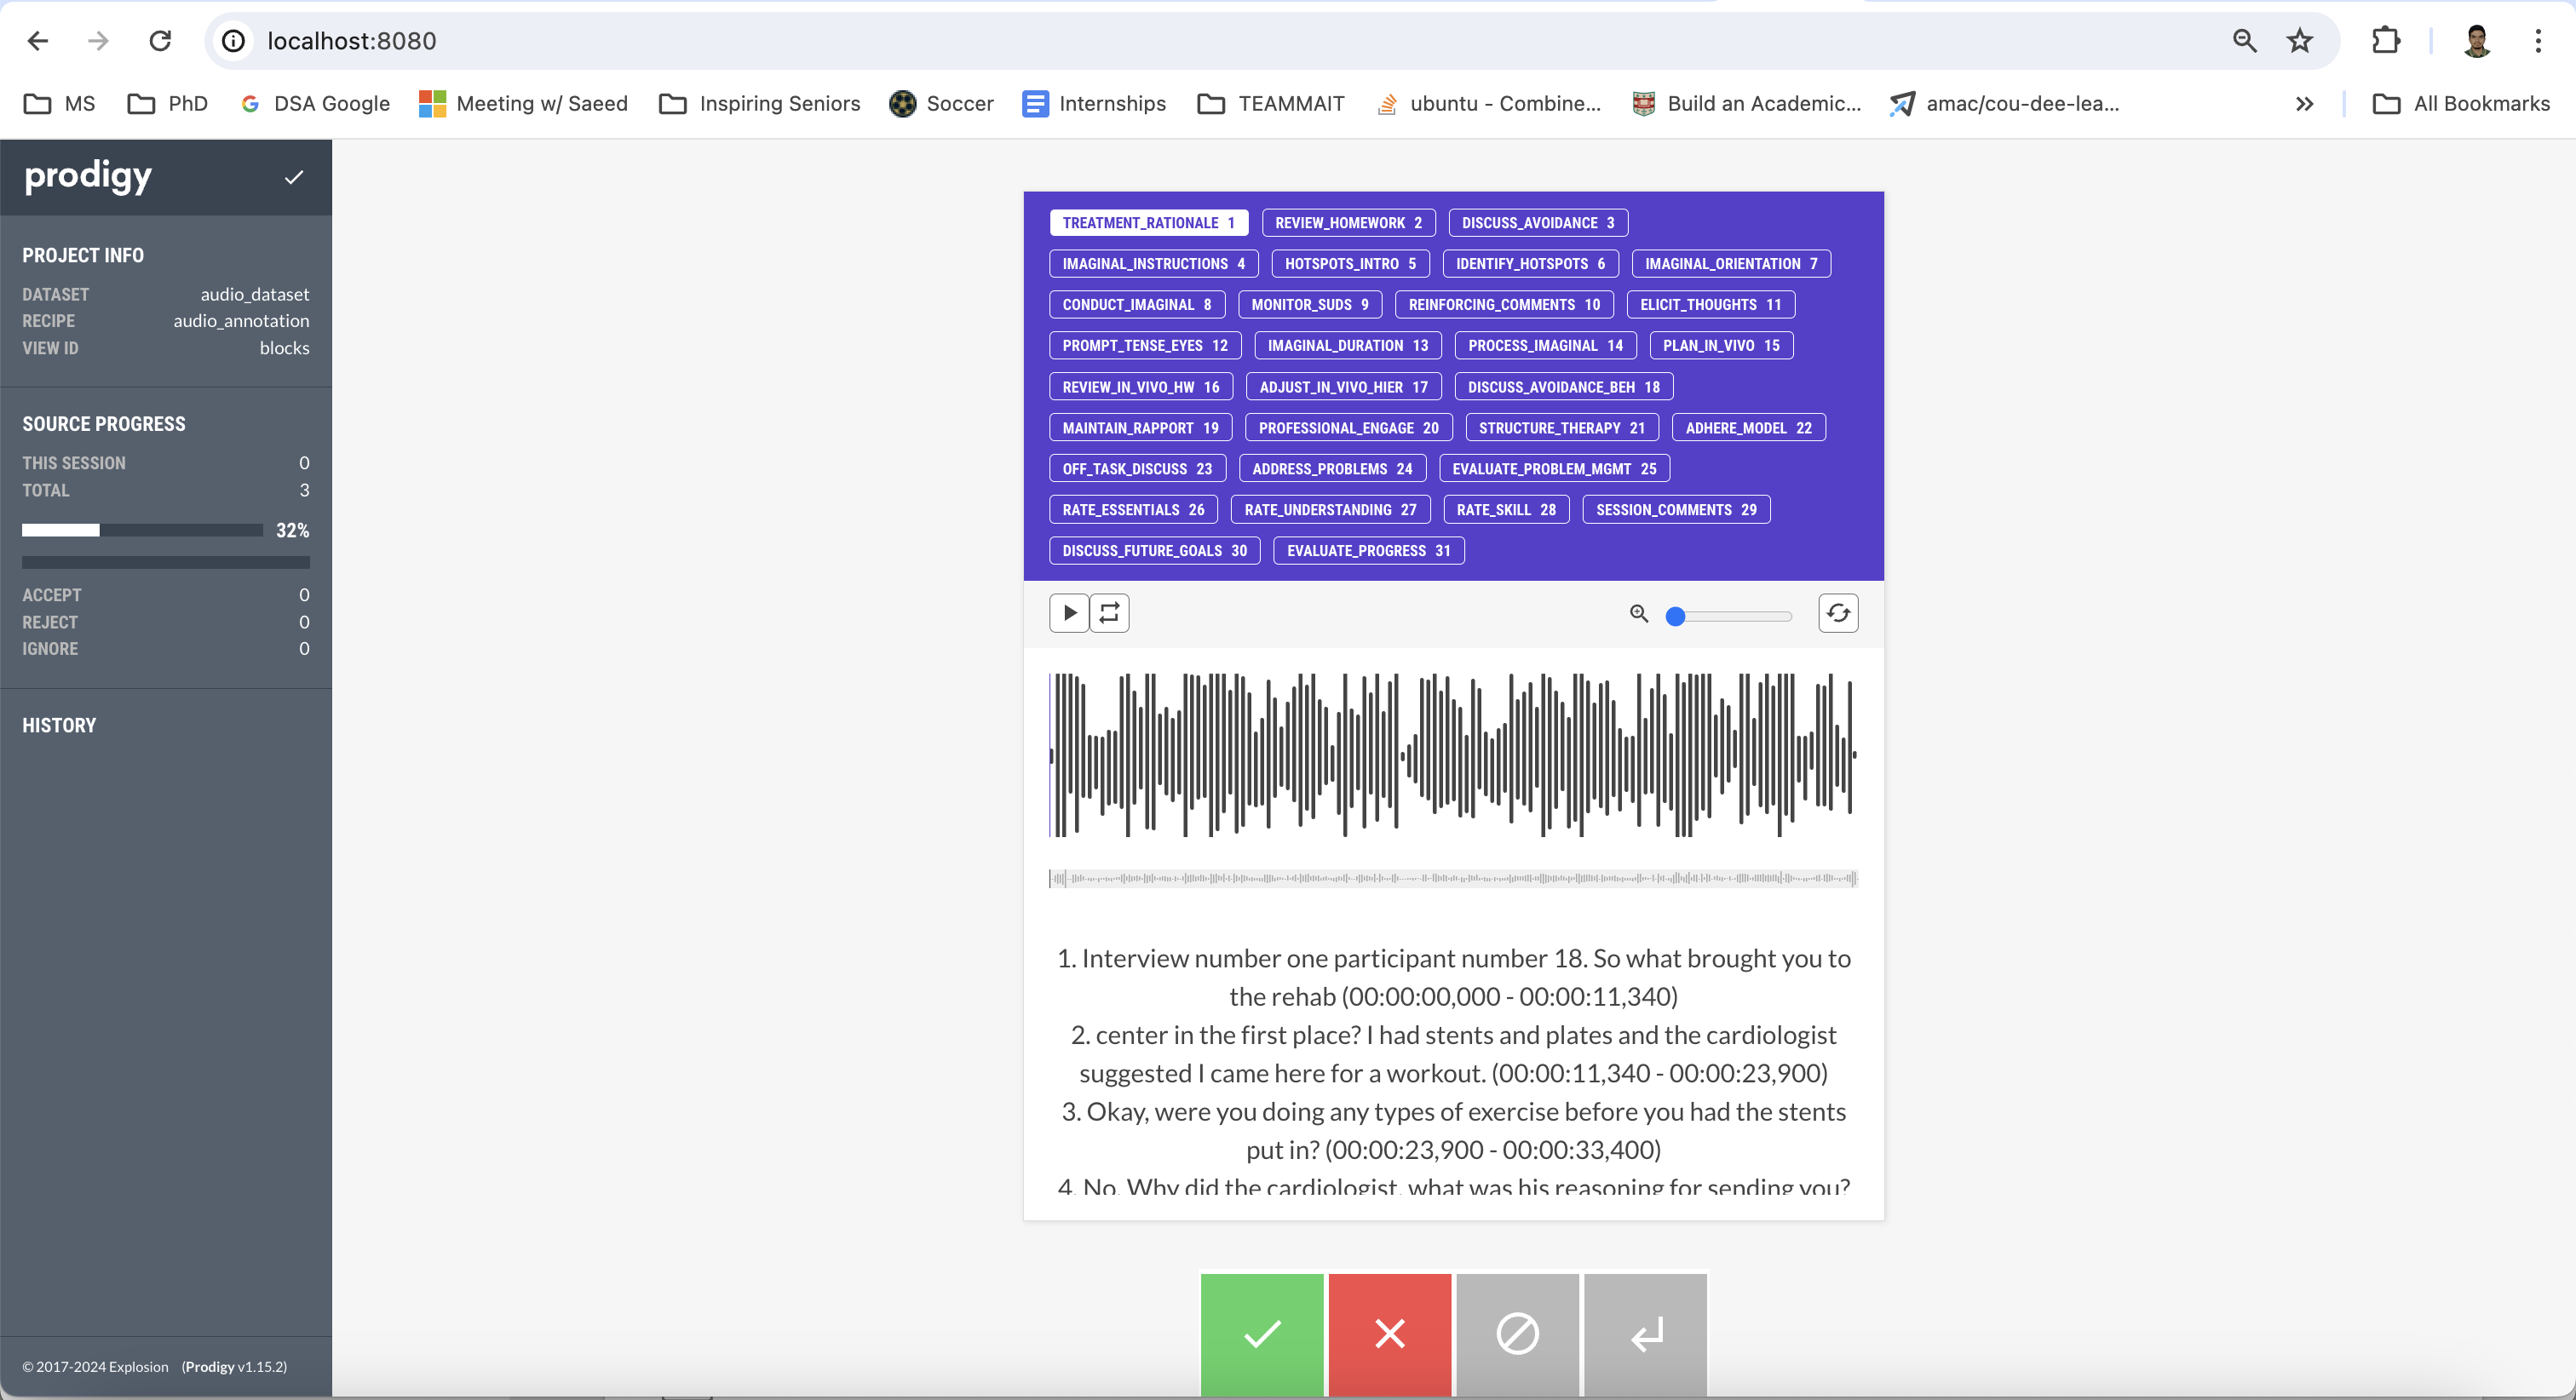 localhost:8080
MS PhD DSA Google Meeting w/ Saeed Inspiring Seniors Soccer Internships TEAMMAIT ubuntu - Combine... Build an Academic... amac/cou-dee-lea... All Bookmarks
prodigy
PROJECT INFO
DATASET audio_dataset
RECIPE audio_annotation
VIEW ID blocks
SOURCE PROGRESS
THIS SESSION 0
TOTAL 3
32%
ACCEPT 0
REJECT 0
IGNORE 0
HISTORY
© 2017-2024 Explosion (Prodigy v1.15.2)
TREATMENT_RATIONALE 1 REVIEW_HOMEWORK 2 DISCUSS_AVOIDANCE 3
IMAGINAL_INSTRUCTIONS 4 HOTSPOTS_INTRO 5 IDENTIFY_HOTSPOTS 6 IMAGINAL_ORIENTATION 7
CONDUCT_IMAGINAL 8 MONITOR_SUDS 9 REINFORCING_COMMENTS 10 ELICIT_THOUGHTS 11
PROMPT_TENSE_EYES 12 IMAGINAL_DURATION 13 PROCESS_IMAGINAL 14 PLAN_IN_VIVO 15
REVIEW_IN_VIVO_HW 16 ADJUST_IN_VIVO_HIER 17 DISCUSS_AVOIDANCE_BEH 18
MAINTAIN_RAPPORT 19 PROFESSIONAL_ENGAGE 20 STRUCTURE_THERAPY 21 ADHERE_MODEL 22
OFF_TASK_DISCUSS 23 ADDRESS_PROBLEMS 24 EVALUATE_PROBLEM_MGMT 25
RATE_ESSENTIALS 26 RATE_UNDERSTANDING 27 RATE_SKILL 28 SESSION_COMMENTS 29
DISCUSS_FUTURE_GOALS 30 EVALUATE_PROGRESS 31
1. Interview number one participant number 18. So what brought you to
the rehab (00:00:00,000 - 00:00:11,340)
2. center in the first place? I had stents and plates and the cardiologist
suggested I came here for a workout. (00:00:11,340 - 00:00:23,900)
3. Okay, were you doing any types of exercise before you had the stents
put in? (00:00:23,900 - 00:00:33,400)
4. No. Why did the cardiologist, what was his reasoning for sending you?